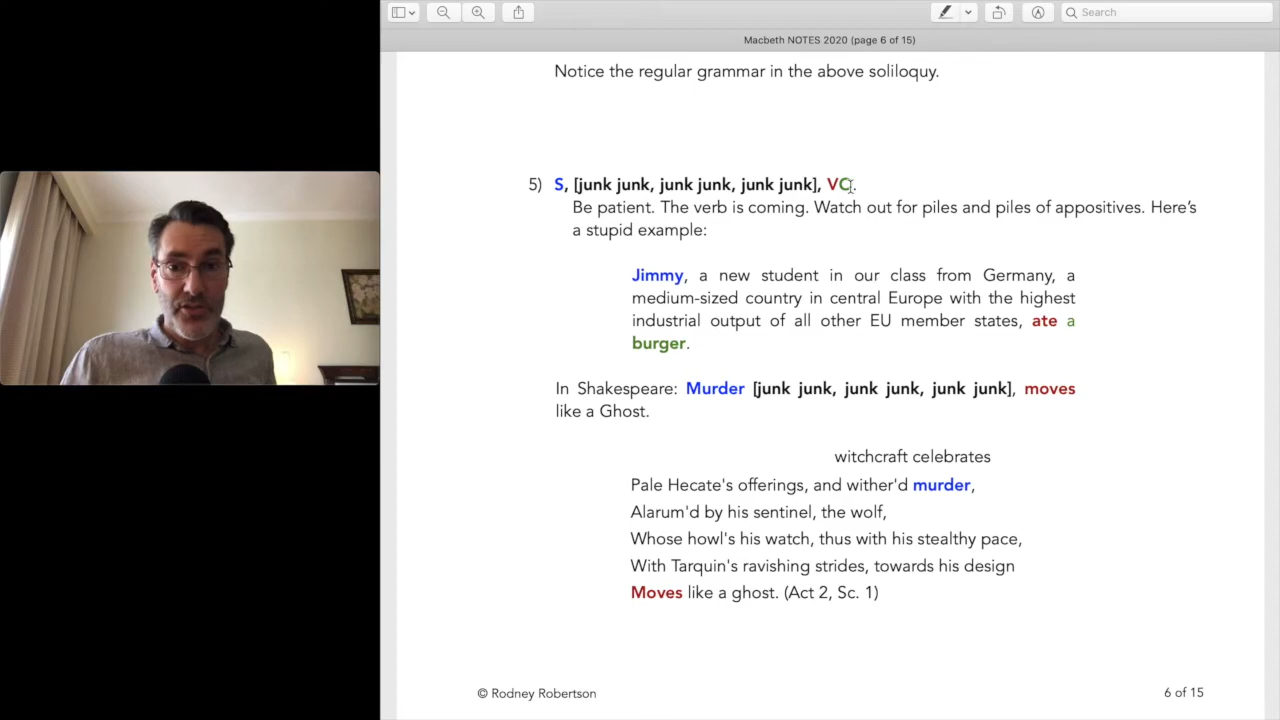 Search
Macbeth NOTES 2020 (page 6 of 15)
Notice the regular grammar in the above soliloquy.
5) S, [junk junk, junk junk, junk junk], VC.
Be patient. The verb is coming. Watch out for piles and piles of appositives. Here's
a stupid example:
Jimmy, a new student in our class from Germany, a
medium-sized country in central Europe with the highest
industrial output of all other EU member states, ate a
burger.
In Shakespeare: Murder [junk junk, junk junk, junk junk], moves
like a Ghost.
witchcraft celebrates
Pale Hecate's offerings, and wither'd murder,
Alarum'd by his sentinel, the wolf,
Whose howl's his watch, thus with his stealthy pace,
With Tarquin's ravishing strides, towards his design
Moves like a ghost. (Act 2, Sc. 1)
© Rodney Robertson
6 of 15